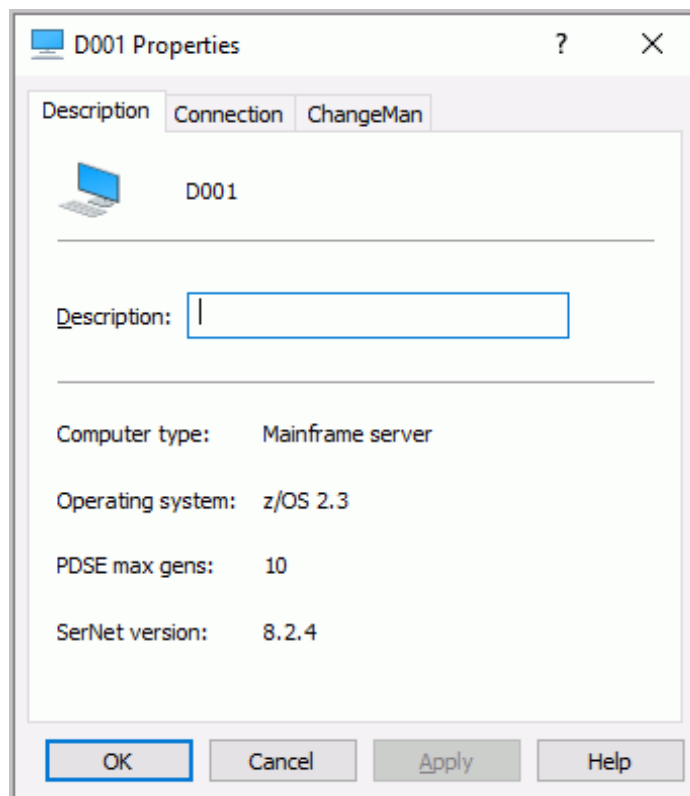 D001 Properties ?
Description Connection ChangeMan
D001
Description:
Computer type: Mainframe server
Operating system: z/OS 2.3
PDSE max gens: 10
SerNet version: 8.2.4
OK Cancel Apply Help